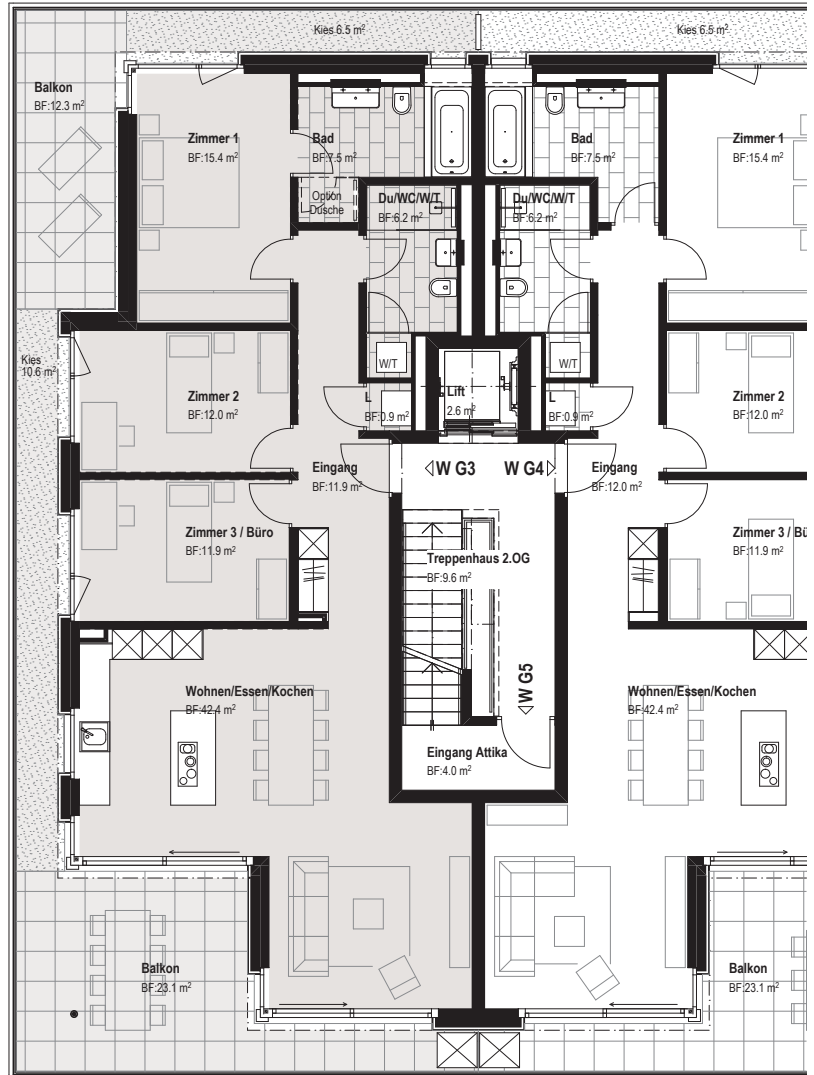 Kies 6.5 m²
Kies 6.5 m²
Balkon
BF:12.3 m²
Zimmer 1
BF:15.4 m²
Bad
BF:7.5 m²
Bad
BF:7.5 m²
Zimmer 1
BF:15.4 m²
Option
Dusche
Du/WC/W/T
BF:6.2 m²
Du/WC/W/T
BF:6.2 m²
Kies
10.6 m²
W/T
W/T
Zimmer 2
BF:12.0 m²
L
BF:0.9 m²
Lift
2.6 m²
L
BF:0.9 m²
Zimmer 2
BF:12.0 m²
Eingang
BF:11.9 m²
W G3
W G4
Eingang
BF:12.0 m²
Zimmer 3 / Büro
BF:11.9 m²
Treppenhaus 2.OG
BF:9.6 m²
Zimmer 3 / Bü
BF:11.9 m²
W G5
Wohnen/Essen/Kochen
BF:42.4 m²
Wohnen/Essen/Kochen
BF:42.4 m²
Eingang Attika
BF:4.0 m²
Balkon
BF:23.1 m²
Balkon
BF:23.1 m²